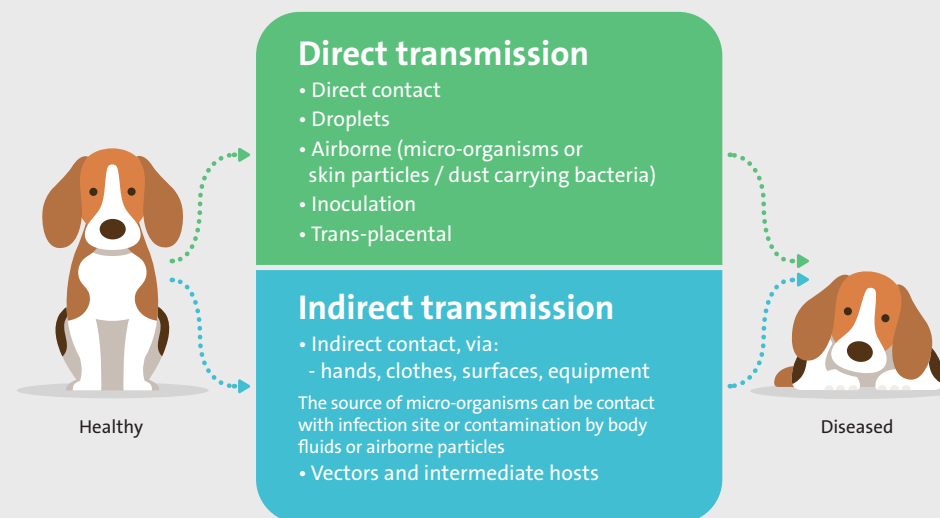 Direct transmission
• Direct contact
• Droplets
• Airborne (micro-organisms or
skin particles / dust carrying bacteria)
• Inoculation
• Trans-placental
Indirect transmission
• Indirect contact, via:
- hands, clothes, surfaces, equipment
The source of micro-organisms can be contact
with infection site or contamination by body
fluids or airborne particles
• Vectors and intermediate hosts
Healthy
Diseased